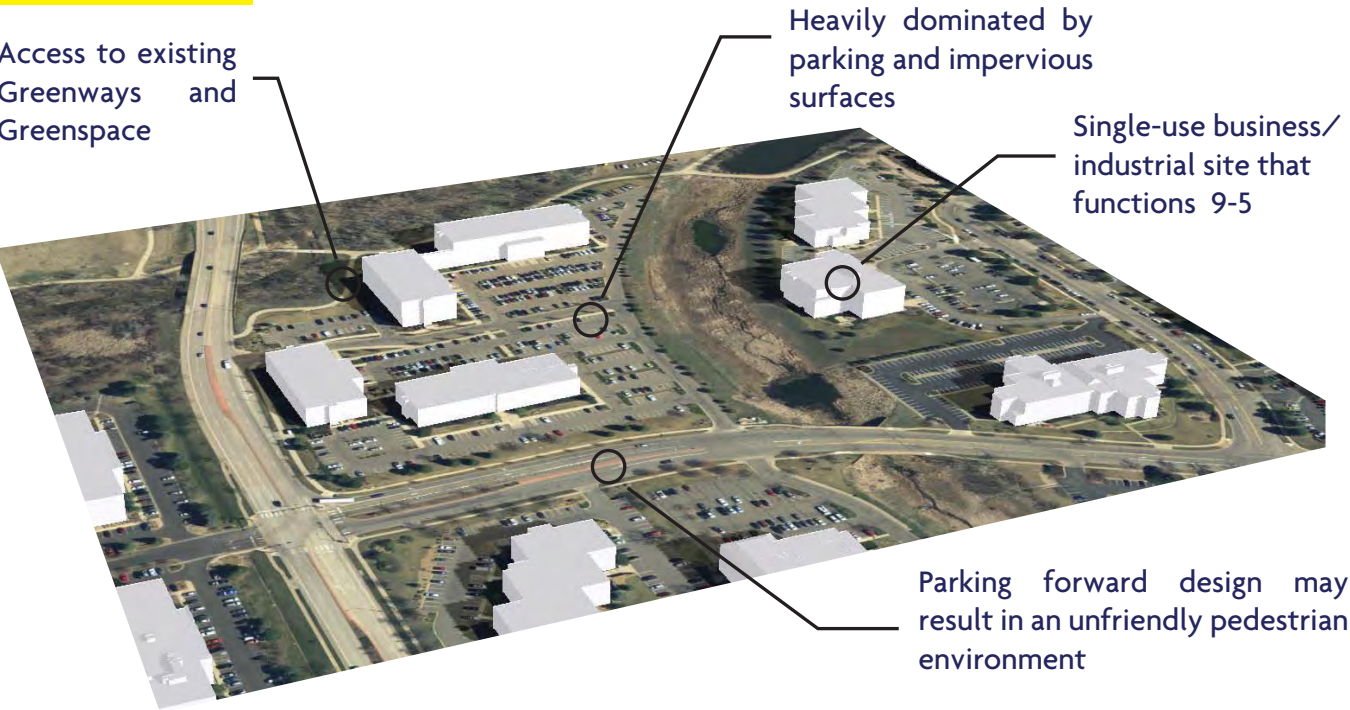 Access to existing
Greenways and
Greenspace
Heavily dominated by
parking and impervious
surfaces
Single-use business/
industrial site that
functions 9-5
Parking forward design may
result in an unfriendly pedestrian
environment